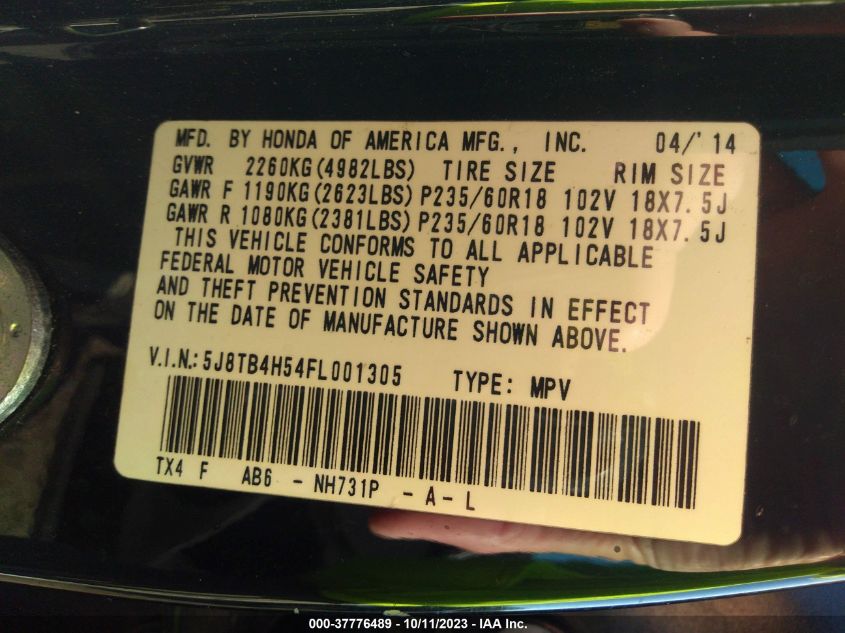 MFD. BY HONDA OF AMERICA MFG., INC. 04/'14
GVWR 2260KG(4982LBS) TIRE SIZE RIM SIZE
GAWR F 1190KG(2623LBS) P235/60R18 102V 18X7.5J
GAWR R 1080KG(2381LBS) P235/60R18 102V 18X7.5J
THIS VEHICLE CONFORMS TO ALL APPLICABLE
FEDERAL MOTOR VEHICLE SAFETY
AND THEFT PREVENTION STANDARDS IN EFFECT
ON THE DATE OF MANUFACTURE SHOWN ABOVE.
V.I.N.: 5J8TB4H54FL001305 TYPE: MPV
TX4 F AB6 - NH731P - A - L
000-37776489 - 10/11/2023 - IAA Inc.